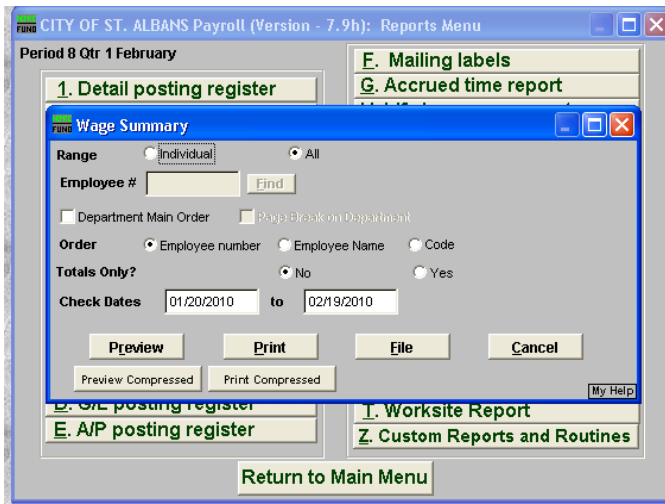 CITY OF ST. ALBANS Payroll (Version - 7.9h): Reports Menu
Period 8 Qtr 1 February
F. Mailing labels
1. Detail posting register
G. Accrued time report
FUND Wage Summary
Range Individual All
Employee # Find
Department Main Order Page Break on Department
Order Employee number Employee Name Code
Totals Only? No Yes
Check Dates 01/20/2010 to 02/19/2010
Preview Print File Cancel
Preview Compressed Print Compressed
My Help
D. G/L posting register
T. Worksite Report
E. A/P posting register
Z. Custom Reports and Routines
Return to Main Menu